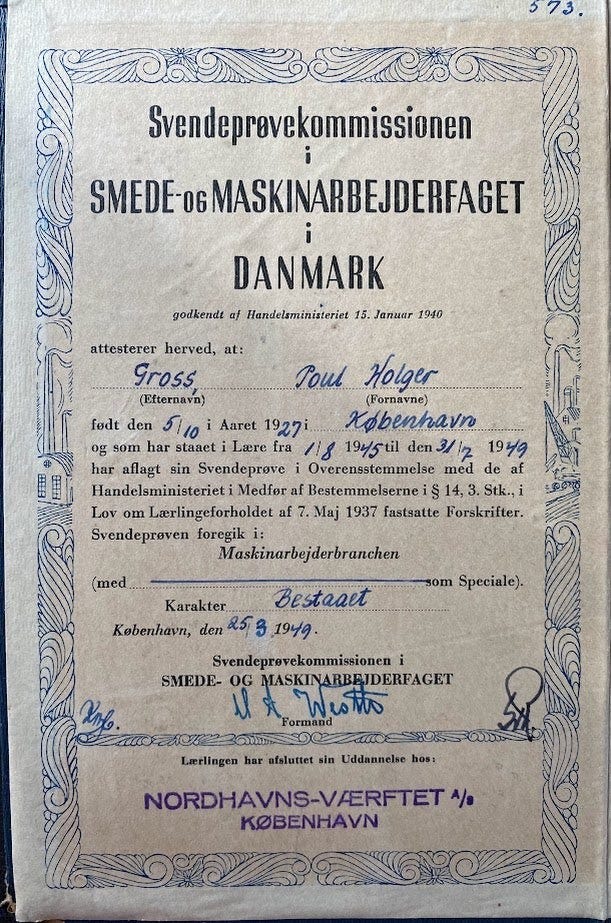 573.
Svendeprøvekommissionen
i
SMEDE- OG MASKINARBEJDERFAGET
i
DANMARK
godkendt af Handelsministeriet 15. Januar 1940
attesterer herved, at:
Gross, Poul Holger
(Efternavn) (Fornavne)
født den 5/10 i Aaret 1927 i København
og som har staaet i Lære fra 1/8 1945 til den 31/7 1949
har aflagt sin Svendeprøve i Overensstemmelse med de af
Handelsministeriet i Medfør af Bestemmelserne i § 14, 3. Stk., i
Lov om Lærlingeforholdet af 7. Maj 1937 fastsatte Forskrifter.
Svendeprøven foregik i:
Maskinarbejderbranchen
(med som Speciale).
Karakter Bestaaet
København, den 25/3 1949.
Svendeprøvekommissionen i
SMEDE- OG MASKINARBEJDERFAGET
Formand
Lærlingen har afsluttet sin Uddannelse hos:
NORDHAVNS-VÆRFTET A/S
KØBENHAVN